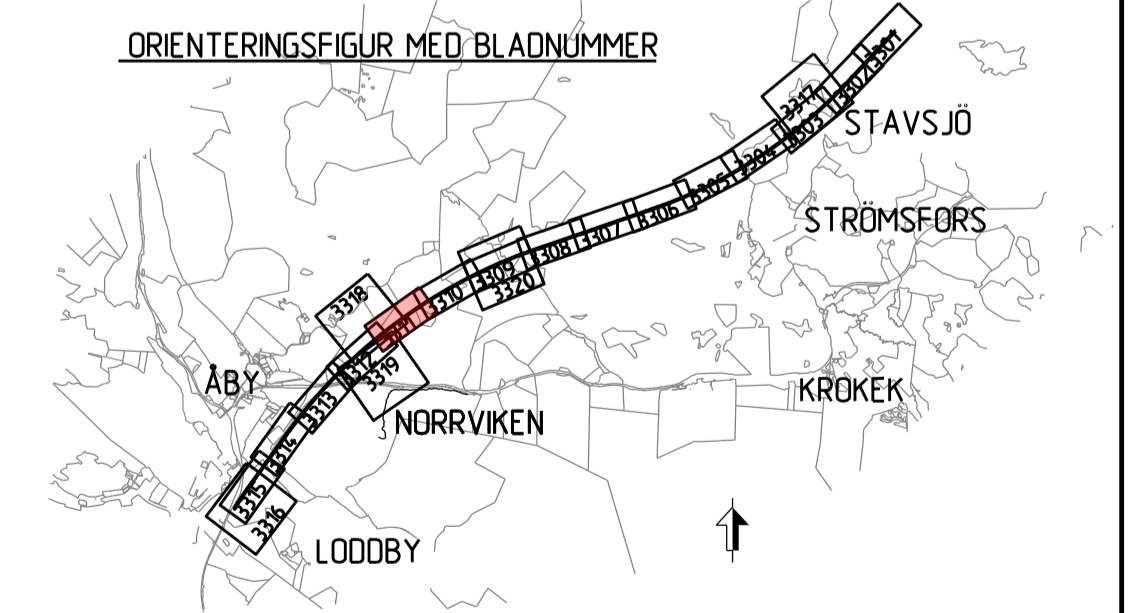 ORIENTERINGSFIGUR MED BLADNUMMER
3301
3302
3317
3303
STAVSJÖ
3304
3305
3306
STRÖMSFORS
3307
3308
3309
3320
3310
3318
3311
3312
3319
ÅBY
KROKEK
3313
NORRVIKEN
3314
3315
3316
LODDBY